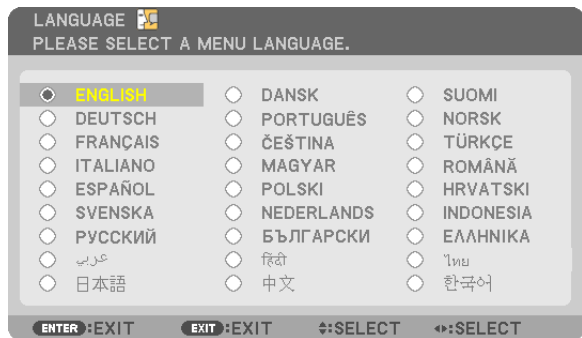 LANGUAGE
PLEASE SELECT A MENU LANGUAGE.
ENGLISH DANSK SUOMI
DEUTSCH PORTUGUÊS NORSK
FRANÇAIS ČEŠTINA TÜRKÇE
ITALIANO MAGYAR ROMÂNĂ
ESPAÑOL POLSKI HRVATSKI
SVENSKA NEDERLANDS INDONESIA
РУССКИЙ БЪЛГАРСКИ ΕΛΛΗΝΙΚΑ
عربي हिंदी ไทย
日本語 中文 한국어
ENTER :EXIT EXIT :EXIT :SELECT :SELECT